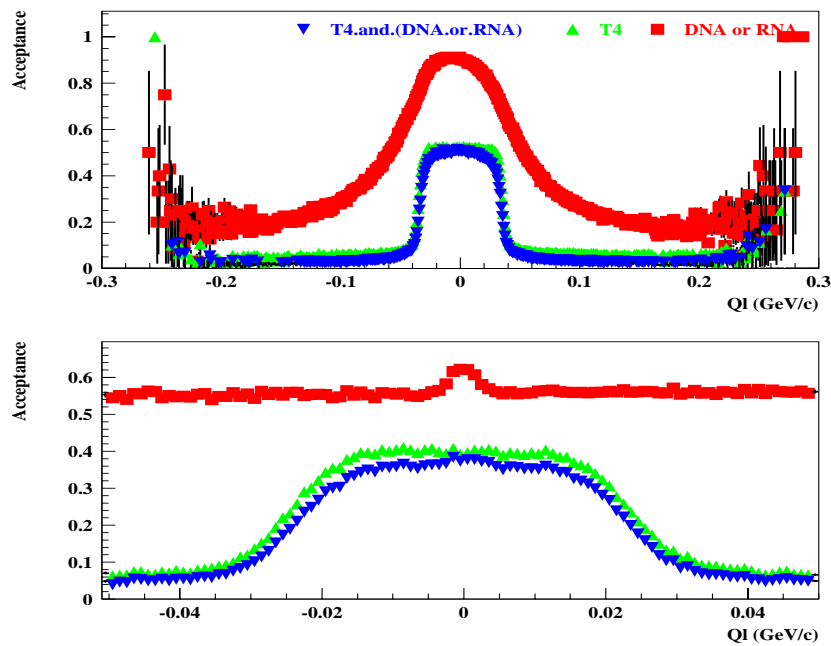 T4.and.(DNA.or.RNA) T4 DNA or RNA
Acceptance
1
0.8
0.6
0.4
0.2
0
-0.3 -0.2 -0.1 0 0.1 0.2 0.3
Ql (GeV/c)
Acceptance
0.6
0.5
0.4
0.3
0.2
0.1
0
-0.04 -0.02 0 0.02 0.04
Ql (GeV/c)